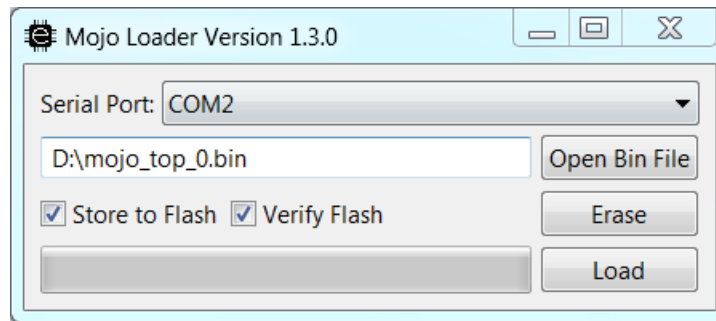 Mojo Loader Version 1.3.0
Serial Port: COM2
D:\mojo_top_0.bin Open Bin File
Store to Flash Verify Flash Erase
Load